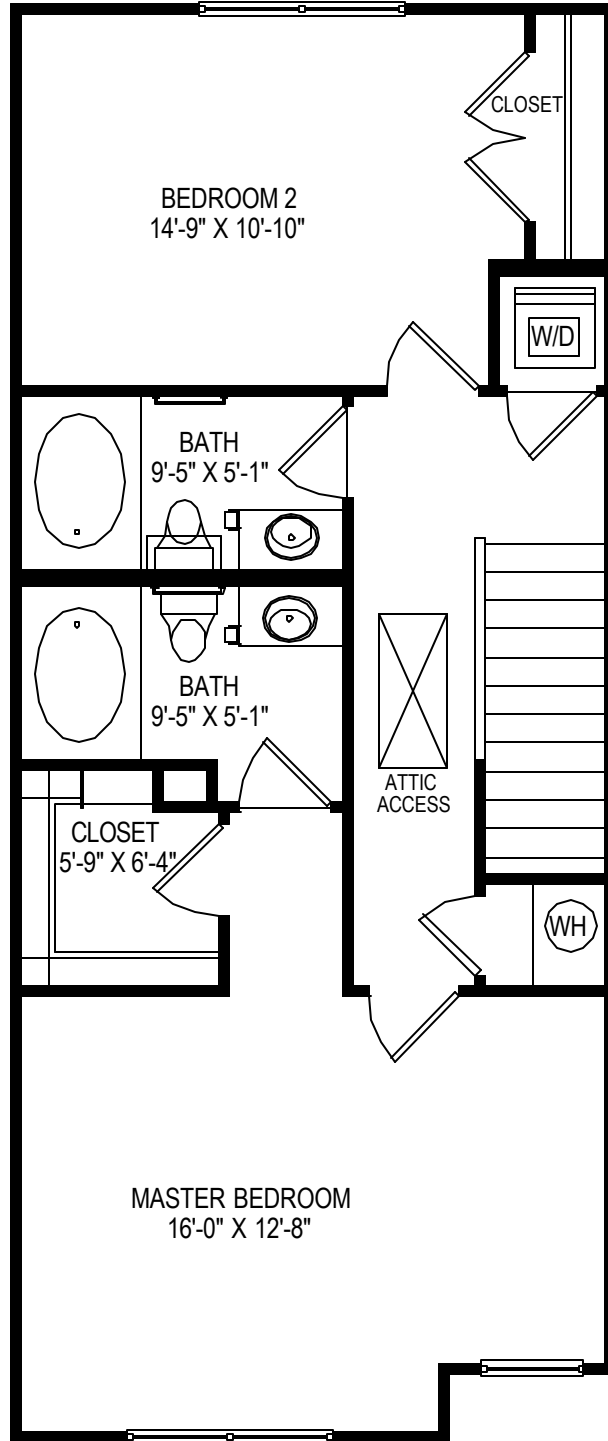 CLOSET
BEDROOM 2
14'-9" X 10'-10"
W/D
BATH
9'-5" X 5'-1"
BATH
9'-5" X 5'-1"
ATTIC
ACCESS
CLOSET
5'-9" X 6'-4"
WH
MASTER BEDROOM
16'-0" X 12'-8"